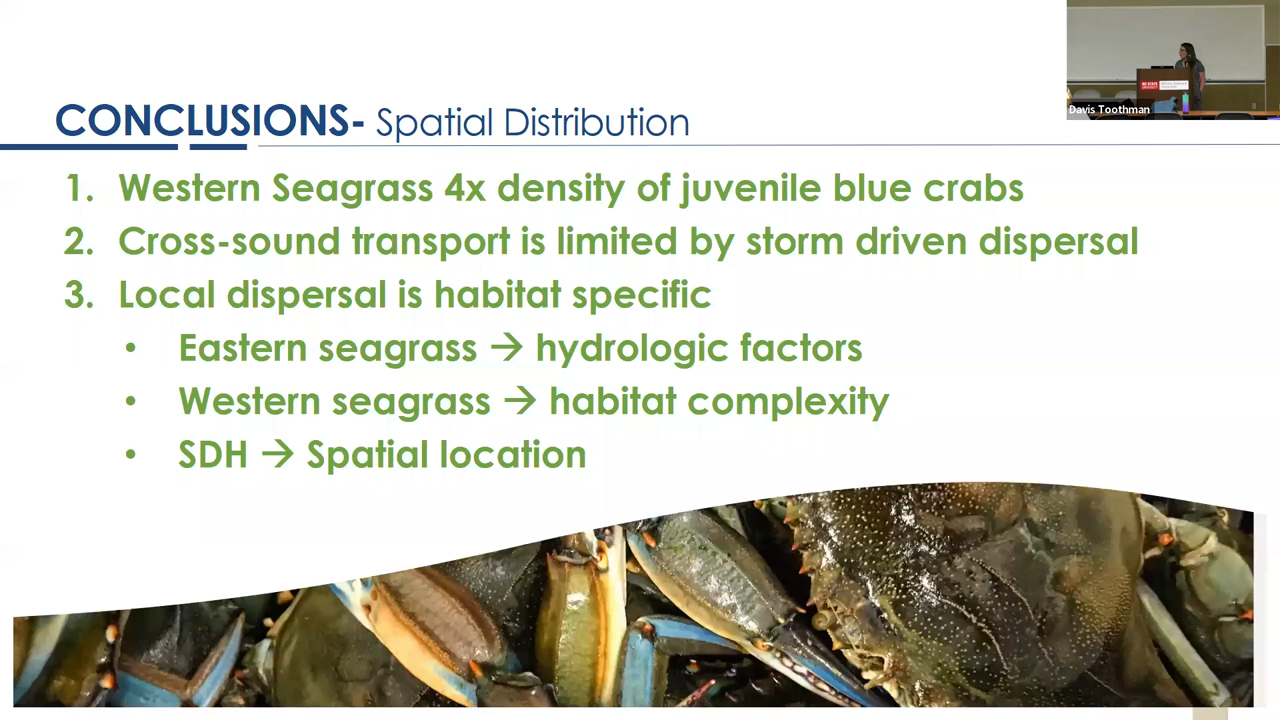 CONCLUSIONS- Spatial Distribution
1. Western Seagrass 4x density of juvenile blue crabs
2. Cross-sound transport is limited by storm driven dispersal
3. Local dispersal is habitat specific
• Eastern seagrass → hydrologic factors
• Western seagrass → habitat complexity
• SDH → Spatial location
Davis Toothman